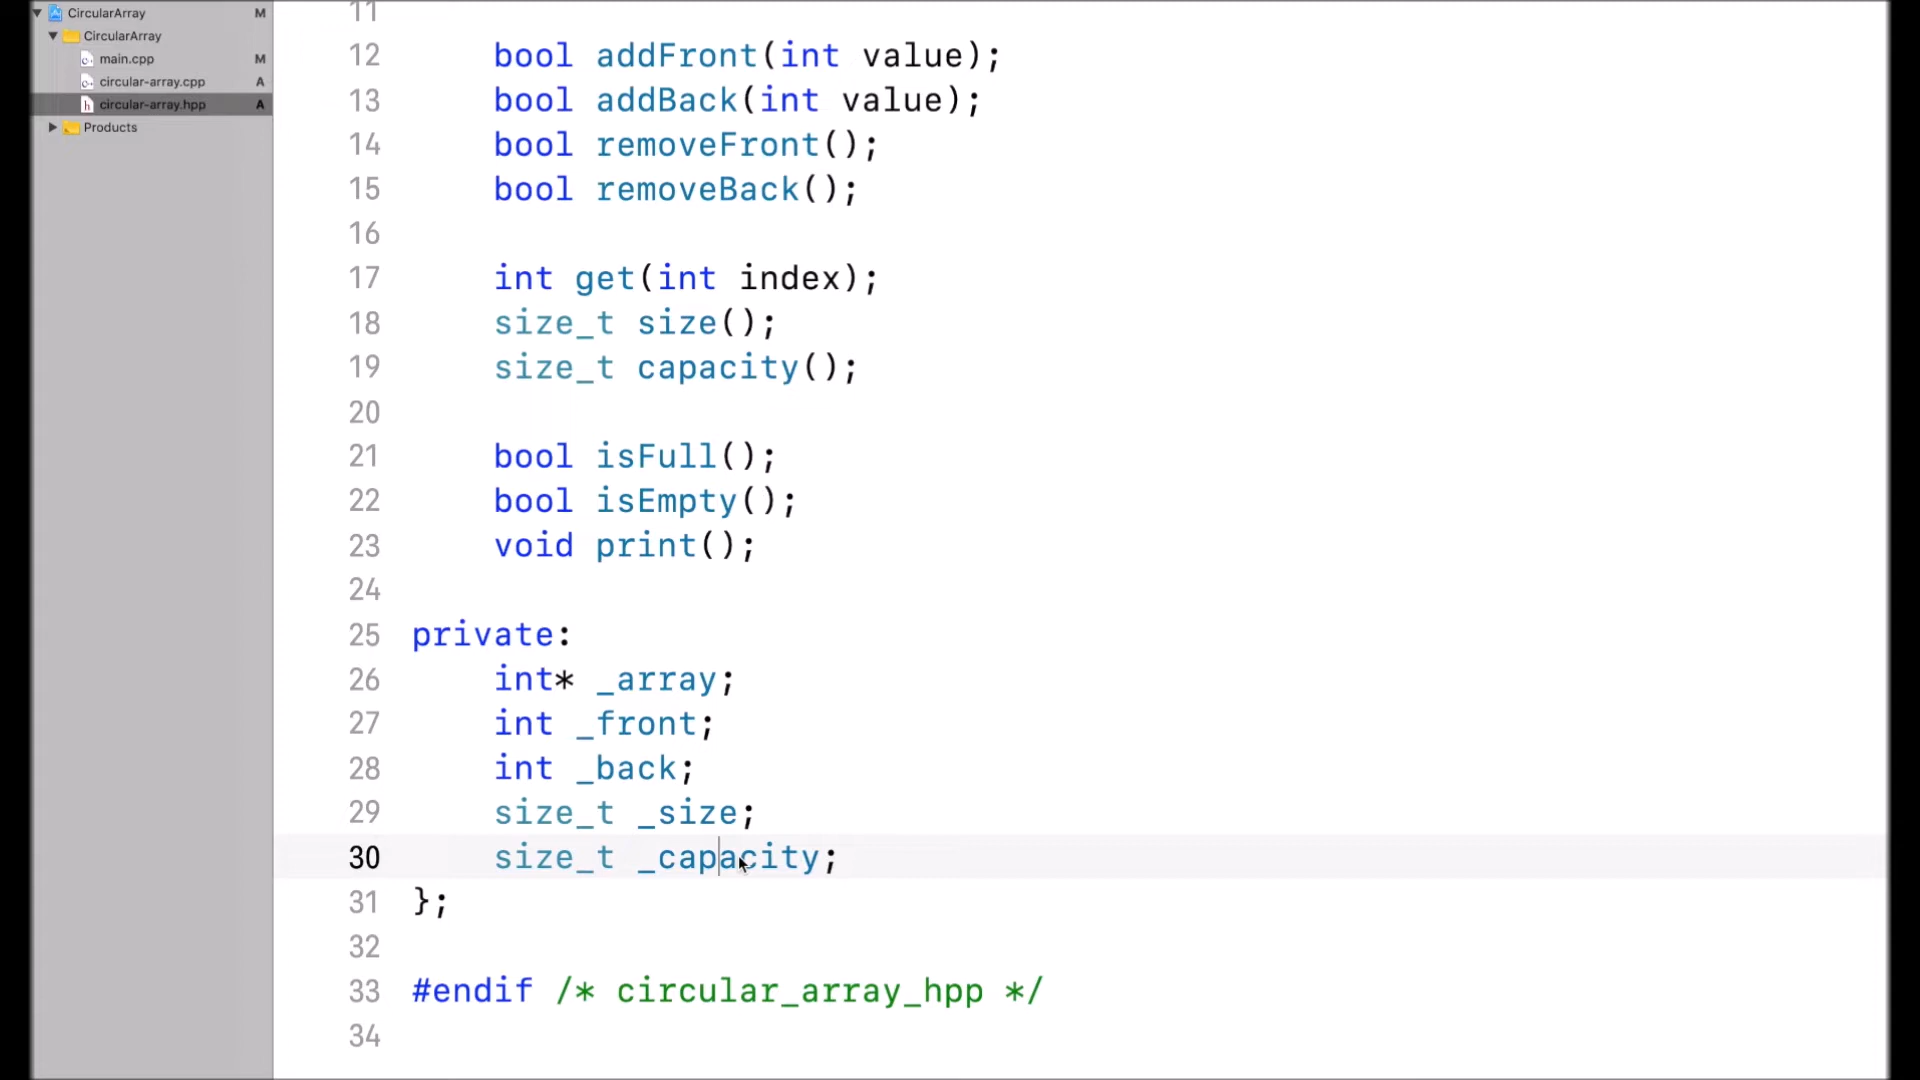 CircularArray M
CircularArray
main.cpp M
circular-array.cpp A
circular-array.hpp A
Products
11
12 bool addFront(int value);
13 bool addBack(int value);
14 bool removeFront();
15 bool removeBack();
16
17 int get(int index);
18 size_t size();
19 size_t capacity();
20
21 bool isFull();
22 bool isEmpty();
23 void print();
24
25 private:
26 int* _array;
27 int _front;
28 int _back;
29 size_t _size;
30 size_t _capacity;
31 };
32
33 #endif /* circular_array_hpp */
34